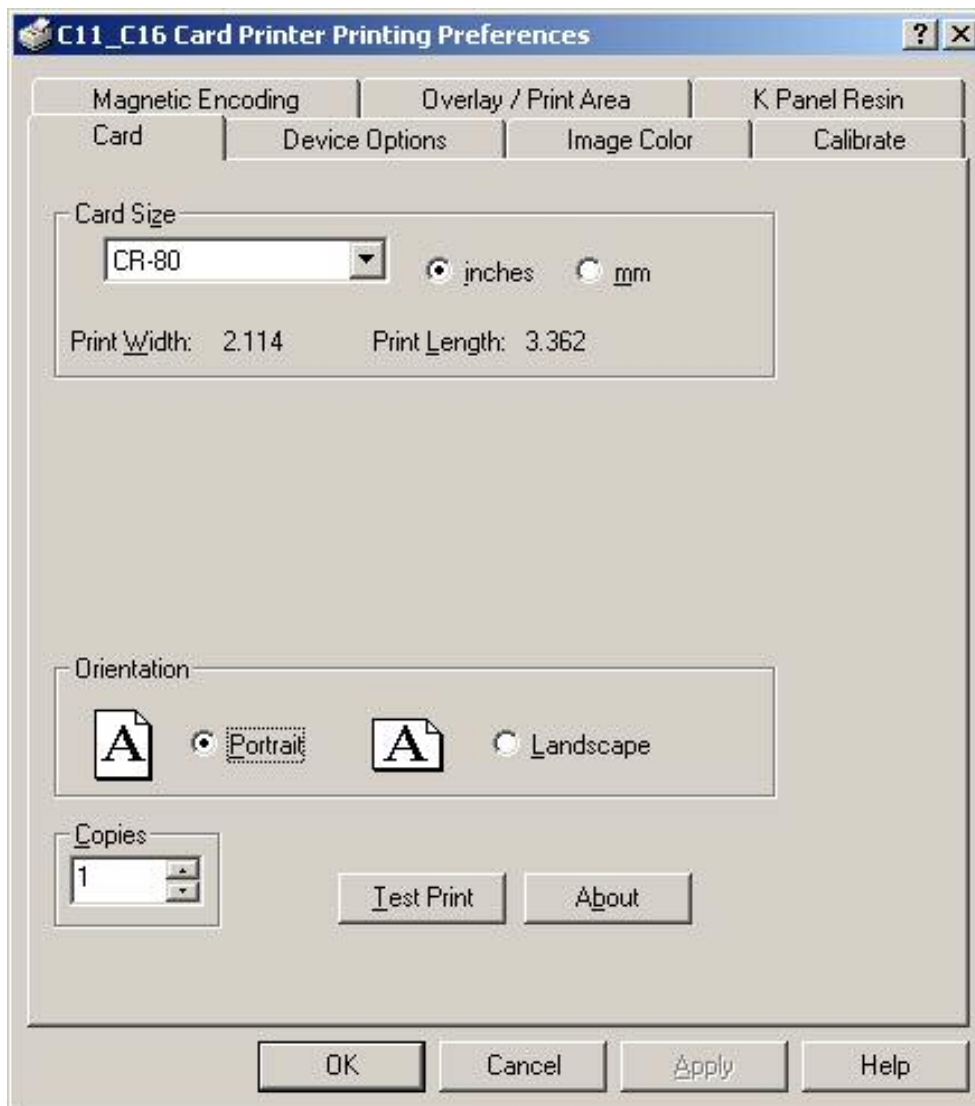 C11_C16 Card Printer Printing Preferences
Magnetic Encoding Overlay / Print Area K Panel Resin
Card Device Options Image Color Calibrate
Card Size
CR-80 inches mm
Print Width: 2.114 Print Length: 3.362
Orientation
A Portrait A Landscape
Copies
1
Test Print About
OK Cancel Apply Help